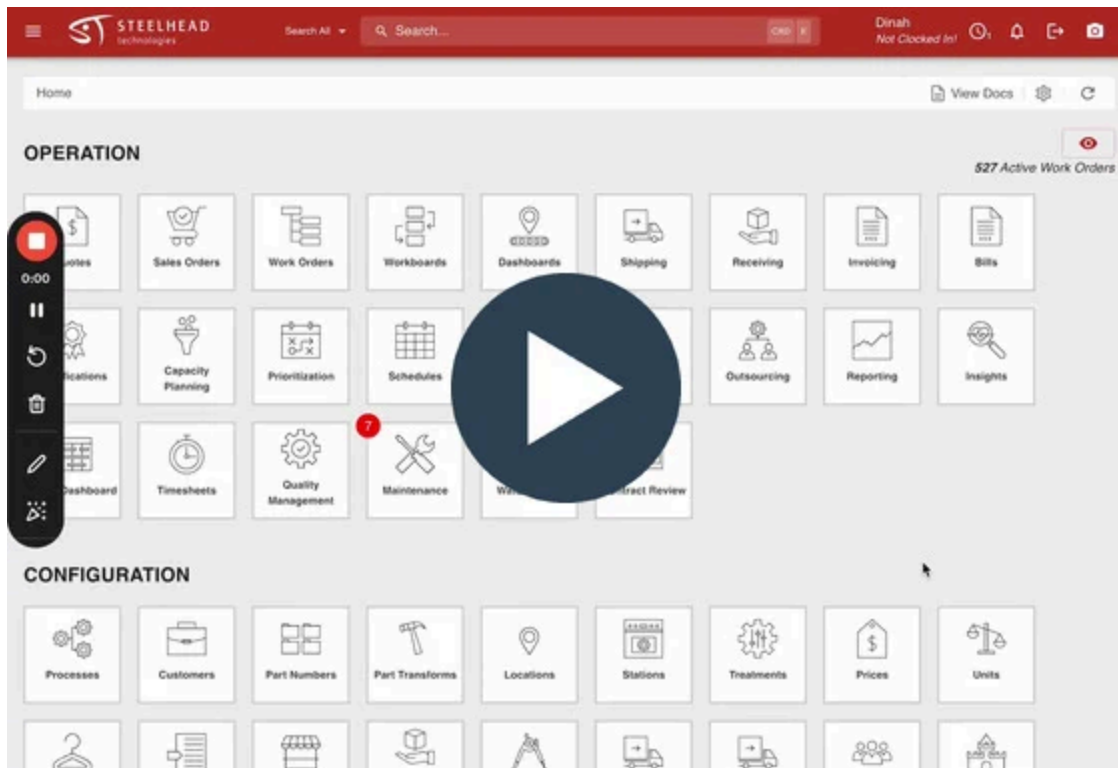 STEELHEAD
technologies
Search All
Search...
K
Dinah
Not Clocked In!
Home
View Docs
OPERATION
527 Active Work Orders
0:00
Sales Orders
Work Orders
Workboards
Dashboards
Shipping
Receiving
Invoicing
Bills
Capacity
Planning
Prioritization
Schedules
Outsourcing
Reporting
Insights
7
Dashboard
Timesheets
Quality
Management
Maintenance
Review
CONFIGURATION
Processes
Customers
Part Numbers
Part Transforms
Locations
Stations
Treatments
Prices
Units